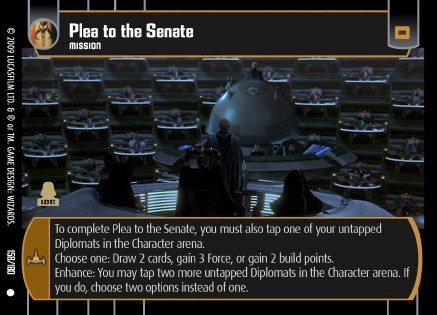 Plea to the Senate
MISSION
To complete Plea to the Senate, you must also tap one of your untapped
Diplomats in the Character arena.
Choose one: Draw 2 cards, gain 3 Force, or gain 2 build points.
Enhance: You may tap two more untapped Diplomats in the Character arena. If
you do, choose two options instead of one.
IDC
© 2009 LUCASFILM LTD. & ® or TM. GAME DESIGN: WIZARDS.